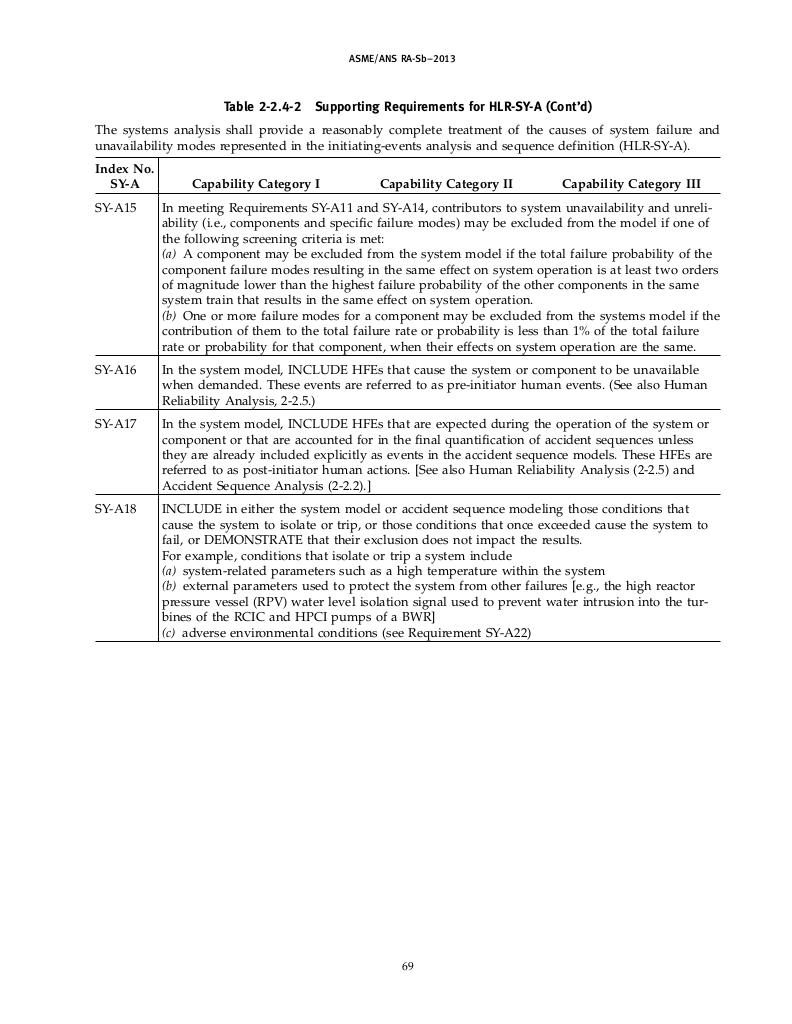 ASME/ANS RA-Sb–2013
Table 2-2.4-2 Supporting Requirements for HLR-SY-A (Cont'd)
The systems analysis shall provide a reasonably complete treatment of the causes of system failure and
unavailability modes represented in the initiating-events analysis and sequence definition (HLR-SY-A).
Index No.
SY-A Capability Category I Capability Category II Capability Category III
SY-A15 In meeting Requirements SY-A11 and SY-A14, contributors to system unavailability and unreli-
ability (i.e., components and specific failure modes) may be excluded from the model if one of
the following screening criteria is met:
(a) A component may be excluded from the system model if the total failure probability of the
component failure modes resulting in the same effect on system operation is at least two orders
of magnitude lower than the highest failure probability of the other components in the same
system train that results in the same effect on system operation.
(b) One or more failure modes for a component may be excluded from the systems model if the
contribution of them to the total failure rate or probability is less than 1% of the total failure
rate or probability for that component, when their effects on system operation are the same.
SY-A16 In the system model, INCLUDE HFEs that cause the system or component to be unavailable
when demanded. These events are referred to as pre-initiator human events. (See also Human
Reliability Analysis, 2-2.5.)
SY-A17 In the system model, INCLUDE HFEs that are expected during the operation of the system or
component or that are accounted for in the final quantification of accident sequences unless
they are already included explicitly as events in the accident sequence models. These HFEs are
referred to as post-initiator human actions. [See also Human Reliability Analysis (2-2.5) and
Accident Sequence Analysis (2-2.2).]
SY-A18 INCLUDE in either the system model or accident sequence modeling those conditions that
cause the system to isolate or trip, or those conditions that once exceeded cause the system to
fail, or DEMONSTRATE that their exclusion does not impact the results.
For example, conditions that isolate or trip a system include
(a) system-related parameters such as a high temperature within the system
(b) external parameters used to protect the system from other failures [e.g., the high reactor
pressure vessel (RPV) water level isolation signal used to prevent water intrusion into the tur-
bines of the RCIC and HPCI pumps of a BWR]
(c) adverse environmental conditions (see Requirement SY-A22)
69